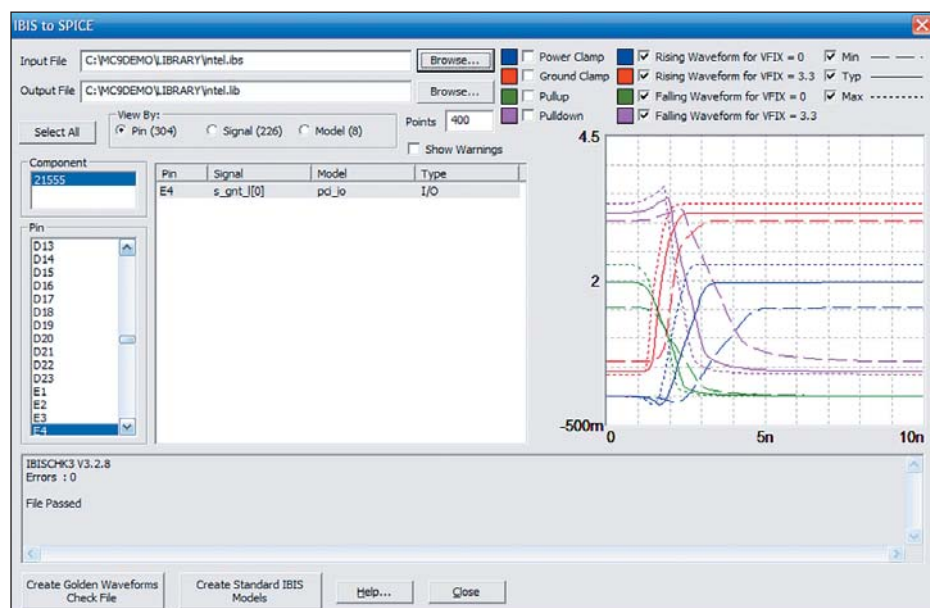 IBIS to SPICE
Input File C:\MC9DEMO\LIBRARY\intel.ibs Browse...
Output File C:\MC9DEMO\LIBRARY\intel.lib Browse...
Select All
View By:
Pin (304) Signal (226) Model (8)
Points 400
Show Warnings
Power Clamp Rising Waveform for VFIX = 0 Min
Ground Clamp Rising Waveform for VFIX = 3.3 Typ
Pullup Falling Waveform for VFIX = 0 Max
Pulldown Falling Waveform for VFIX = 3.3
Component
21555
Pin
D13
D14
D15
D16
D17
D18
D19
D20
D21
D22
D23
E1
E2
E3
E4
Pin Signal Model Type
E4 s_gnt_l[0] pci_io I/O
4.5
2
-500m
0 5n 10n
IBISCHK3 V3.2.8
Errors : 0
File Passed
Create Golden Waveforms Check File
Create Standard IBIS Models
Help...
Close